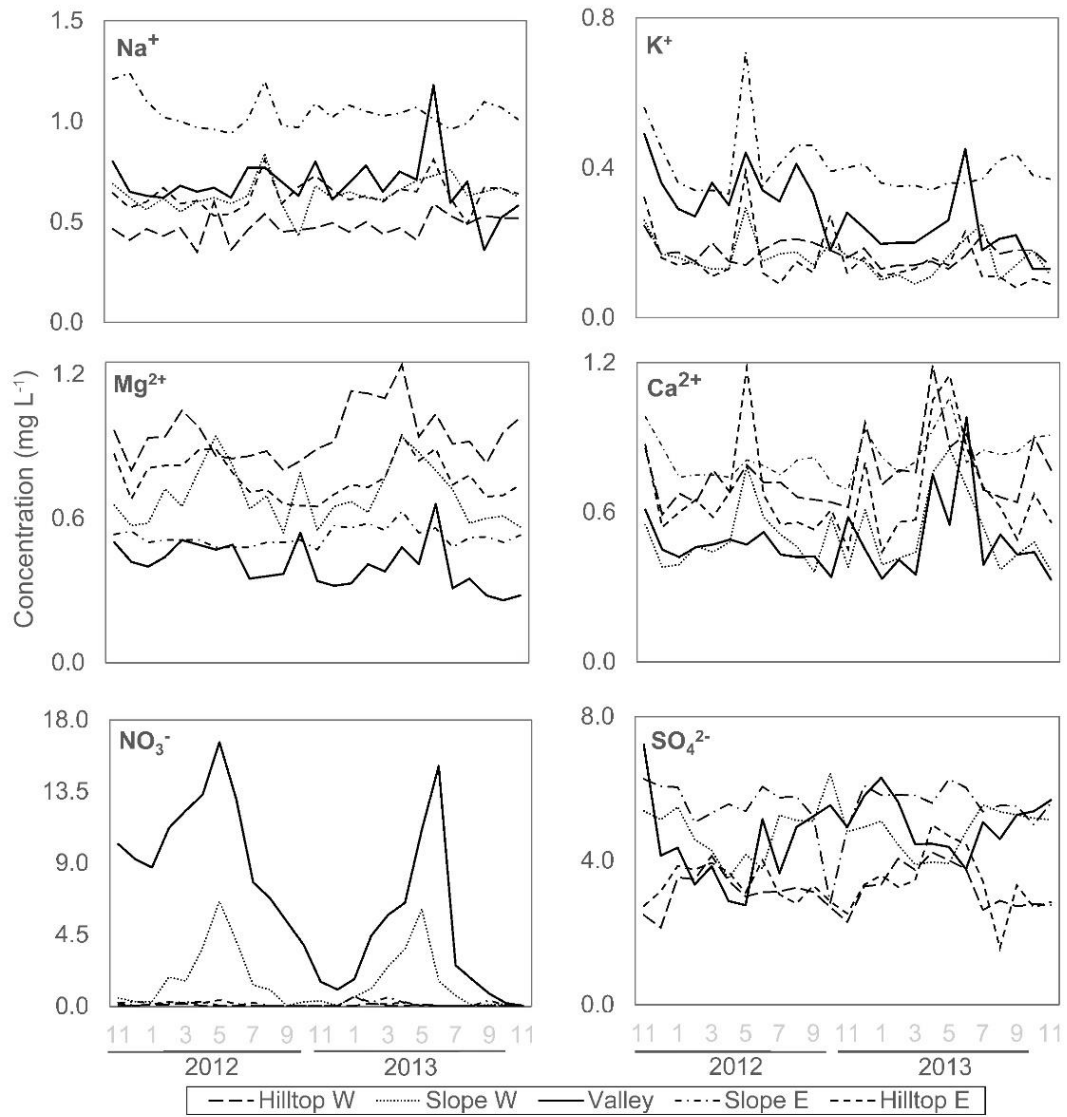 1.5
1.0
0.5
0.0
Na⁺
0.8
0.4
0.0
K⁺
Concentration (mg L⁻¹)
1.2
0.6
0.0
Mg²⁺
1.2
0.6
0.0
Ca²⁺
18.0
13.5
9.0
4.5
0.0
NO₃⁻
8.0
4.0
0.0
SO₄²⁻
11 1 3 5 7 9 11 1 3 5 7 9 11
2012 2013
11 1 3 5 7 9 11 1 3 5 7 9 11
2012 2013
Hilltop W Slope W Valley Slope E Hilltop E